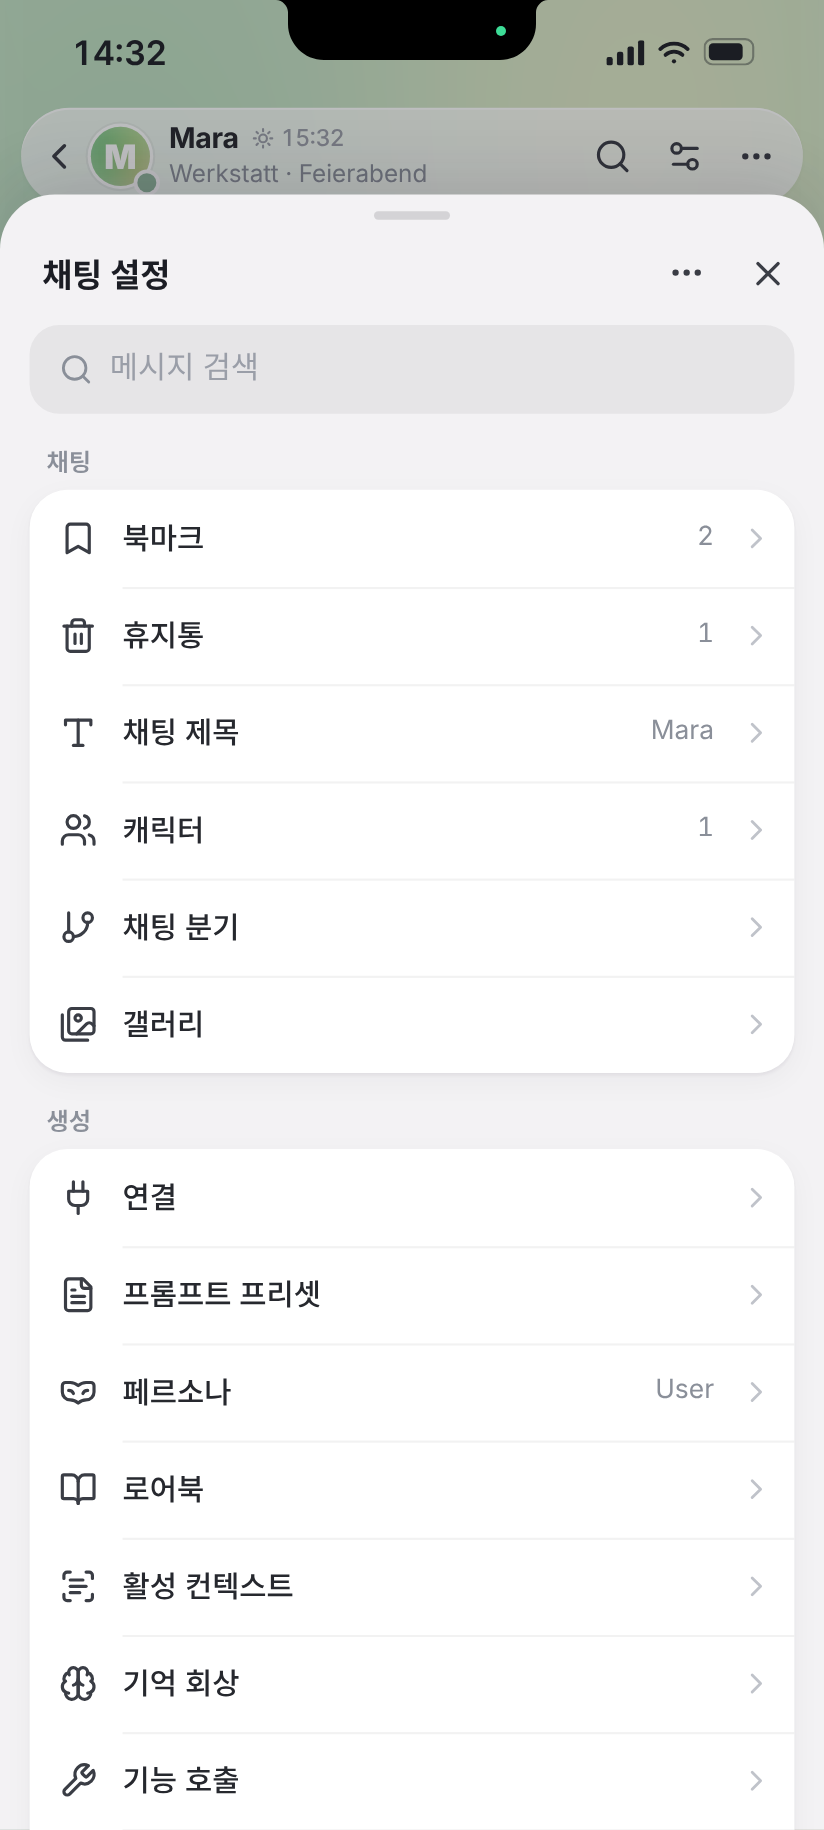 14:32
M
Mara 15:32
Werkstatt · Feierabend
채팅 설정
메시지 검색
채팅
북마크 2
휴지통 1
채팅 제목 Mara
캐릭터 1
채팅 분기
갤러리
생성
연결
프롬프트 프리셋
페르소나 User
로어북
활성 컨텍스트
기억 회상
기능 호출